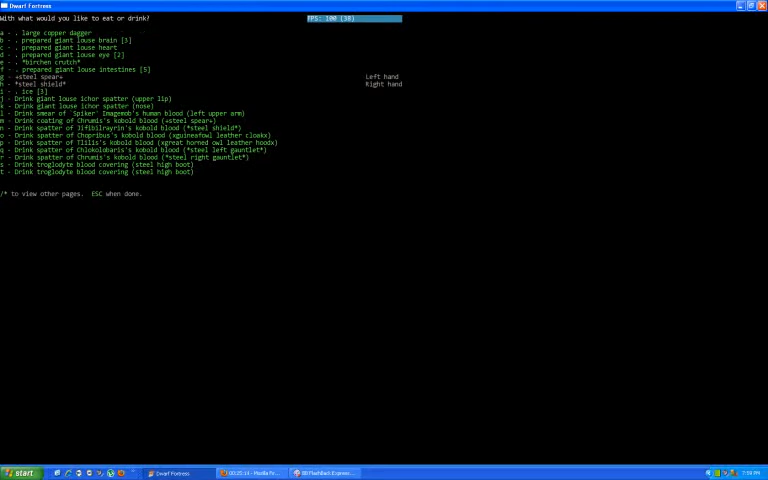 Dwarf Fortress
With what would you like to eat or drink?
FPS: 100 (38)
a - , large copper dagger
b - , prepared giant louse brain [3]
c - , prepared giant louse heart
d - , prepared giant louse eye [2]
e - , *birchen crutch*
f - , prepared giant louse intestines [5]
g - +steel spear+ Left hand
h - *steel shield* Right hand
i - , ice [3]
j - Drink giant louse ichor spatter (upper lip)
k - Drink giant louse ichor spatter (nose)
l - Drink smear of 'Spiker' Imagemob's human blood (left upper arm)
m - Drink coating of Chrumis's kobold blood (+steel spear+)
n - Drink spatter of Jifibilrayrin's kobold blood (*steel shield*)
o - Drink spatter of Chopribus's kobold blood (xguineafowl leather cloakx)
p - Drink spatter of Tlilis's kobold blood (xgreat horned owl leather hoodx)
q - Drink spatter of Chlokolobaris's kobold blood (*steel left gauntlet*)
r - Drink spatter of Chrumis's kobold blood (*steel right gauntlet*)
s - Drink troglodyte blood covering (steel high boot)
t - Drink troglodyte blood covering (steel high boot)
/* to view other pages. ESC when done.
start
Dwarf Fortress
00:20:14 - Mozilla Fir...
BB FlashBack Express...
7:59 PM